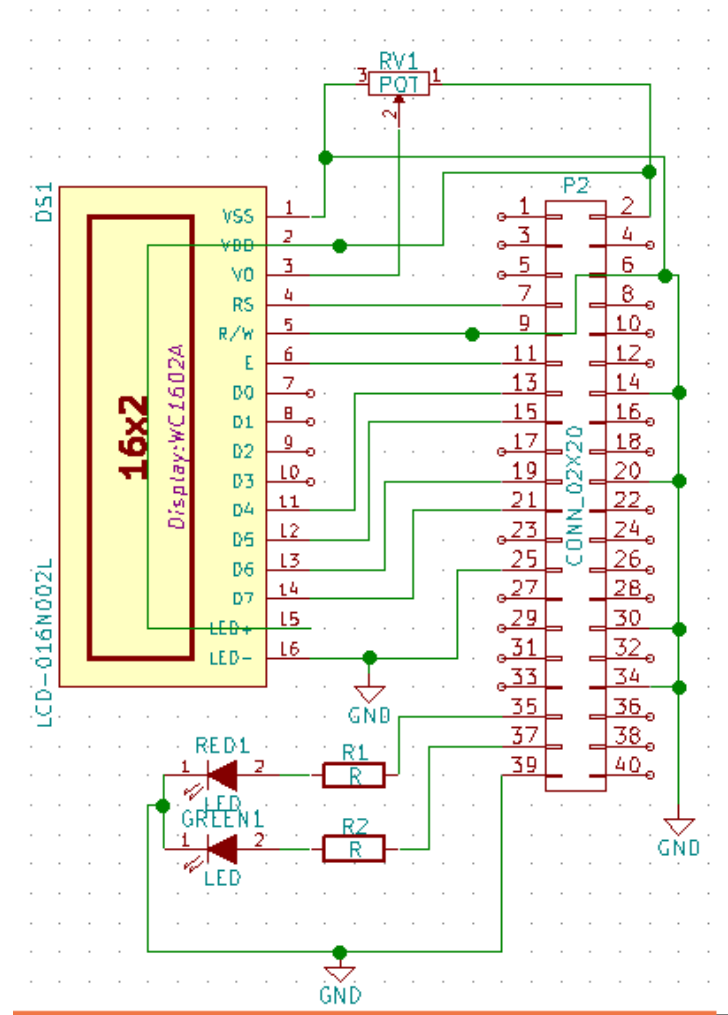 RV1
3 POT 1
2
DS1
LCD-016N002L
16x2
Display:WC1602A
VSS 1
VDD 2
VO 3
RS 4
R/W 5
E 6
D0 7
D1 8
D2 9
D3 10
D4 11
D5 12
D6 13
D7 14
LED+ 15
LED- 16
P2
CONN_02X20
1 2
3 4
5 6
7 8
9 10
11 12
13 14
15 16
17 18
19 20
21 22
23 24
25 26
27 28
29 30
31 32
33 34
35 36
37 38
39 40
GND
RED1
1 2
LED
R1
R
GREEN1
1 2
LED
R2
R
GND
GND